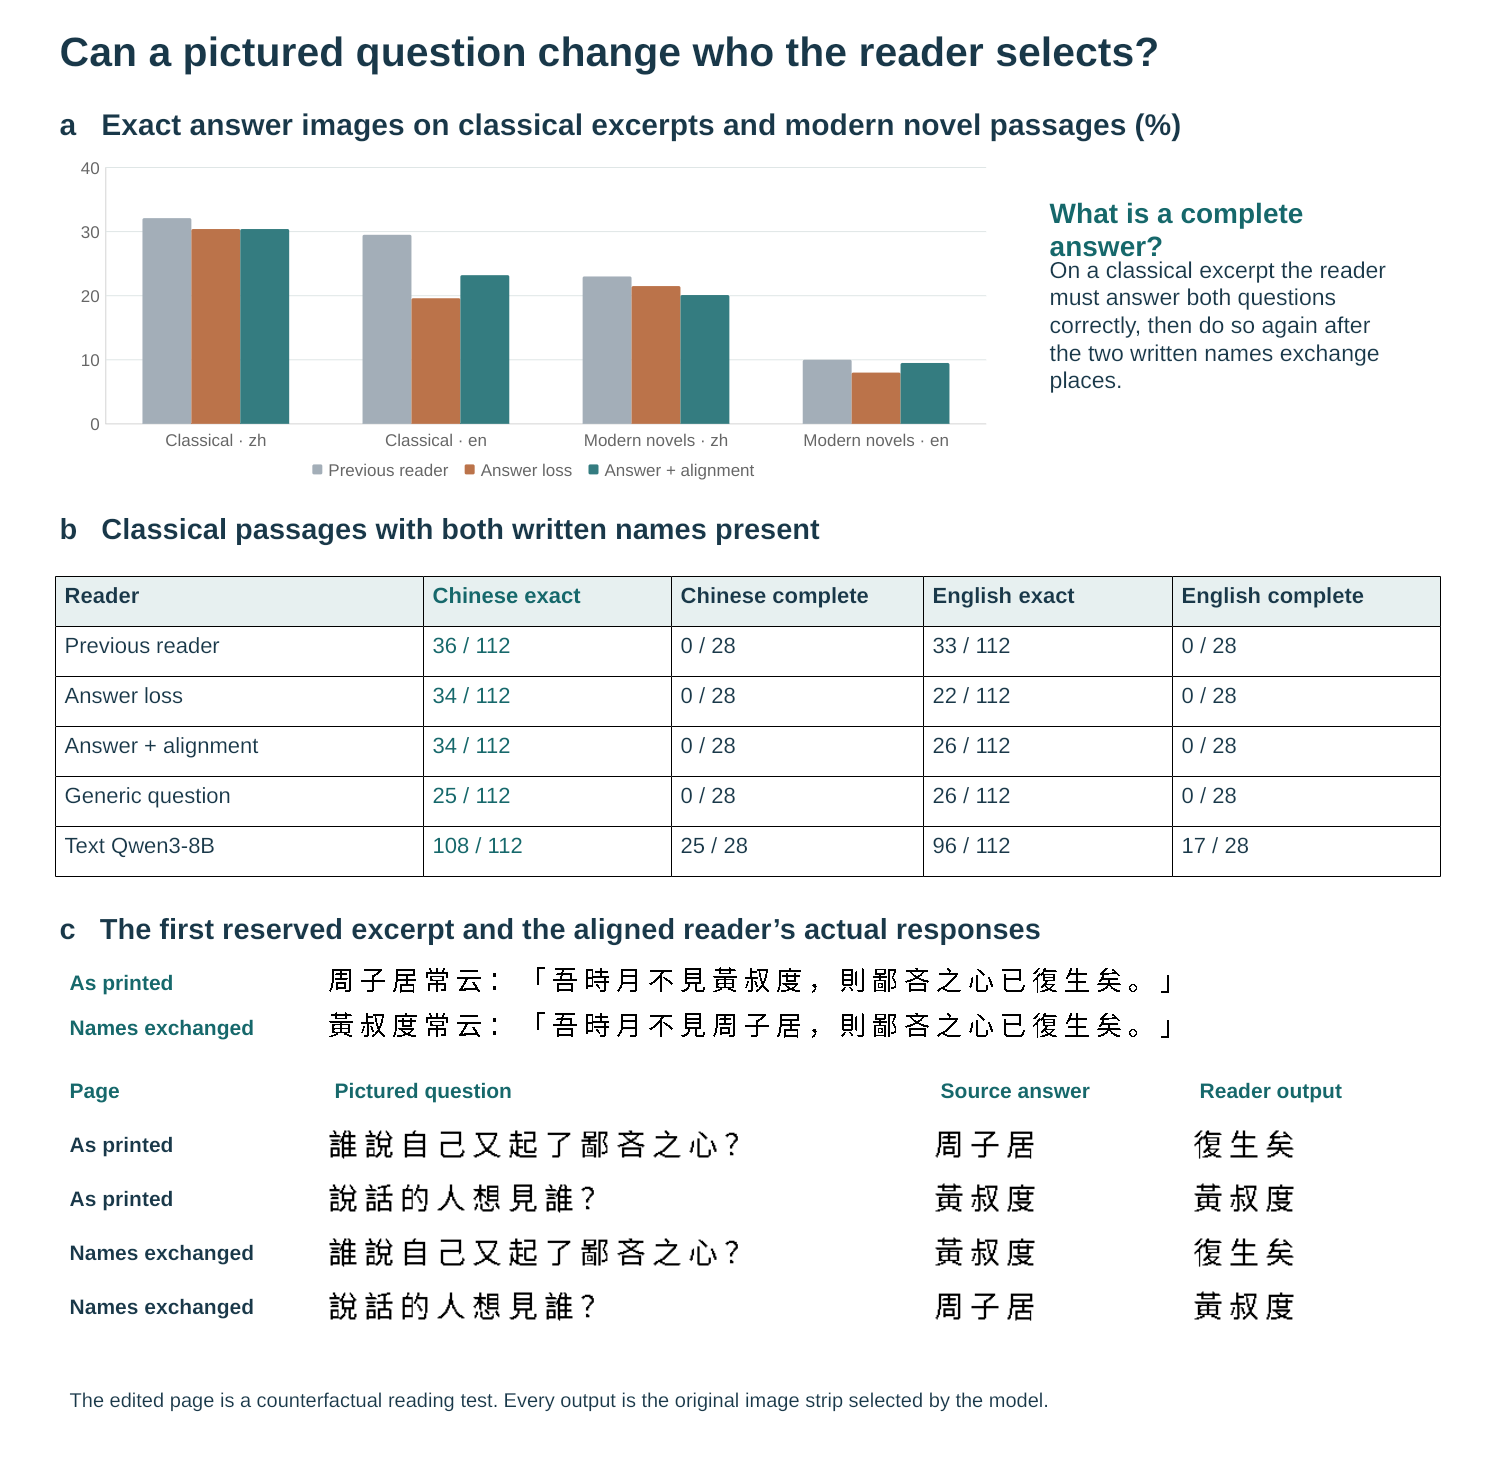 Can a pictured question change who the reader selects?
a Exact answer images on classical excerpts and modern novel passages (%)
40
30
20
10
0
Classical · zh
Classical · en
Modern novels · zh
Modern novels · en
Previous reader
Answer loss
Answer + alignment
What is a complete
answer?
On a classical excerpt the reader
must answer both questions
correctly, then do so again after
the two written names exchange
places.
b Classical passages with both written names present
Reader Chinese exact Chinese complete English exact English complete
Previous reader 36 / 112 0 / 28 33 / 112 0 / 28
Answer loss 34 / 112 0 / 28 22 / 112 0 / 28
Answer + alignment 34 / 112 0 / 28 26 / 112 0 / 28
Generic question 25 / 112 0 / 28 26 / 112 0 / 28
Text Qwen3-8B 108 / 112 25 / 28 96 / 112 17 / 28
c The first reserved excerpt and the aligned reader’s actual responses
As printed 周子居常云：「吾時月不見黃叔度，則鄙吝之心已復生矣。」
Names exchanged 黃叔度常云：「吾時月不見周子居，則鄙吝之心已復生矣。」
Page Pictured question Source answer Reader output
As printed 誰說自己又起了鄙吝之心？ 周子居 復生矣
As printed 說話的人想見誰？ 黃叔度 黃叔度
Names exchanged 誰說自己又起了鄙吝之心？ 黃叔度 復生矣
Names exchanged 說話的人想見誰？ 周子居 黃叔度
The edited page is a counterfactual reading test. Every output is the original image strip selected by the model.